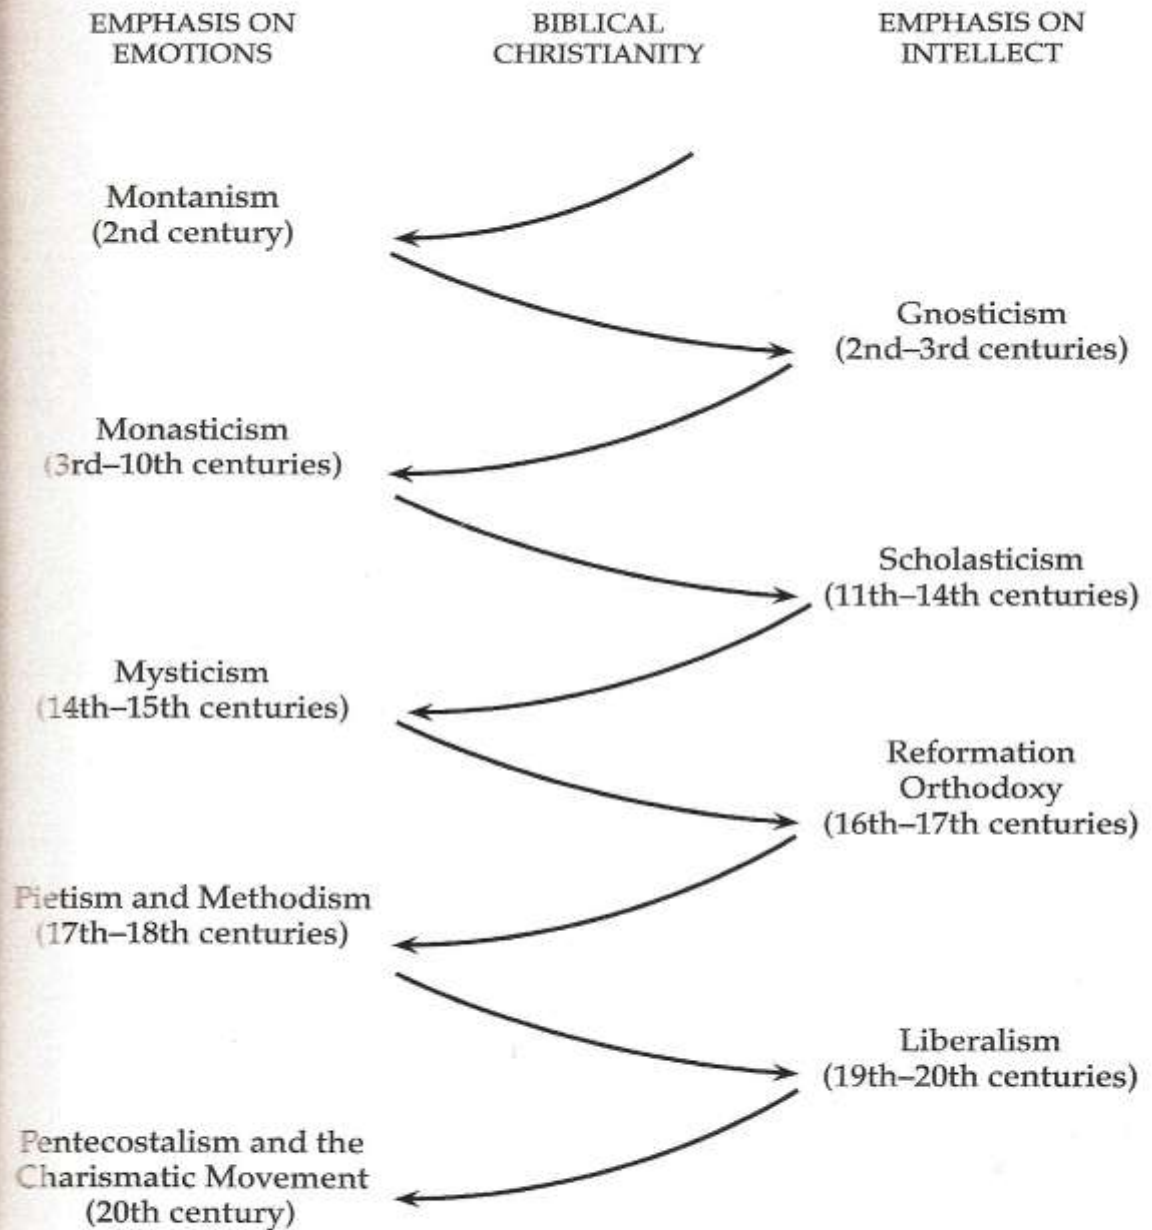 EMPHASIS ON
EMOTIONS
BIBLICAL
CHRISTIANITY
EMPHASIS ON
INTELLECT
Montanism
(2nd century)
Gnosticism
(2nd–3rd centuries)
Monasticism
(3rd–10th centuries)
Scholasticism
(11th–14th centuries)
Mysticism
(14th–15th centuries)
Reformation
Orthodoxy
(16th–17th centuries)
Pietism and Methodism
(17th–18th centuries)
Liberalism
(19th–20th centuries)
Pentecostalism and the
Charismatic Movement
(20th century)